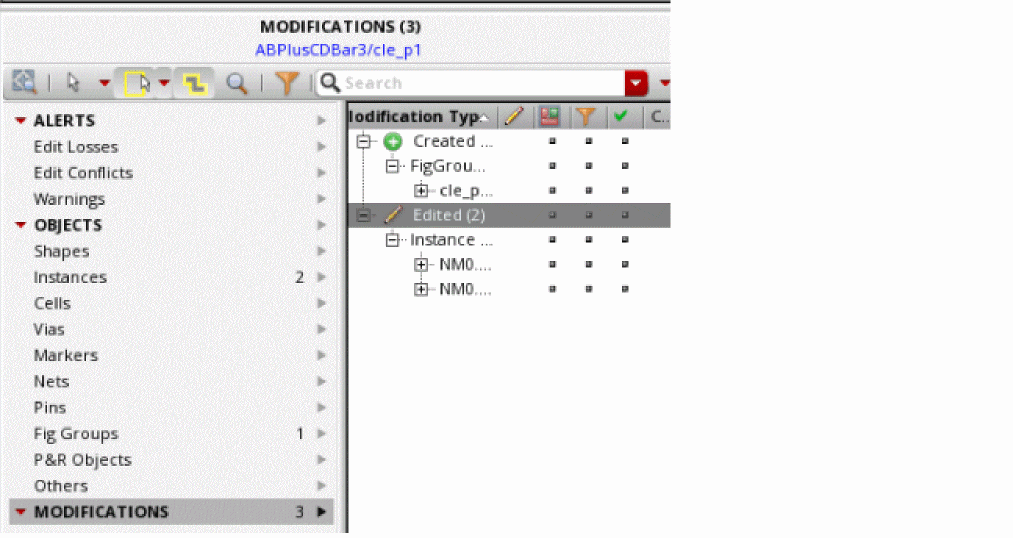 MODIFICATIONS (3)
ABPlusCDBar3/cle_p1
Search
ALERTS
Edit Losses
Edit Conflicts
Warnings
OBJECTS
Shapes
Instances 2
Cells
Vias
Markers
Nets
Pins
Fig Groups 1
P&R Objects
Others
MODIFICATIONS 3
lodification Typ.. C..
Created ...
FigGrou...
cle_p...
Edited (2)
Instance ...
NM0....
NM0....